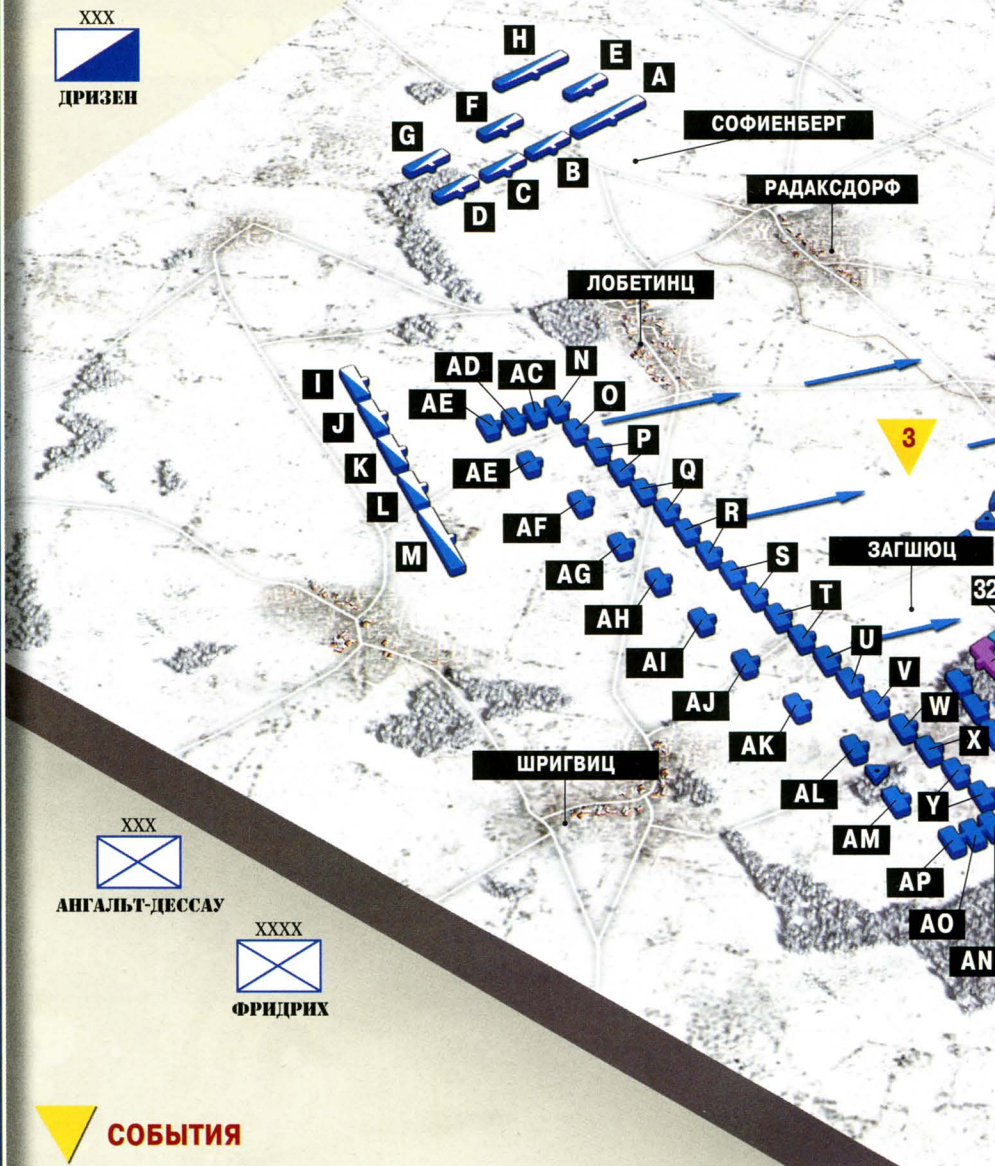 XXX
ДРИЗЕН
H
E
A
F
G
B
C
D
СОФИЕНБЕРГ
РАДАКСДОРФ
ЛОБЕТИНЦ
I
J
K
L
M
AE
AD
AC
N
O
P
Q
R
S
T
U
V
W
X
Y
AE
AF
AG
AH
AI
AJ
AK
AL
AM
AP
AO
AN
3
ЗАГШЮЦ
32
ШРИГВИЦ
XXX
АНГАЛЬТ-ДЕССАУ
XXXX
ФРИДРИХ
СОБЫТИЯ